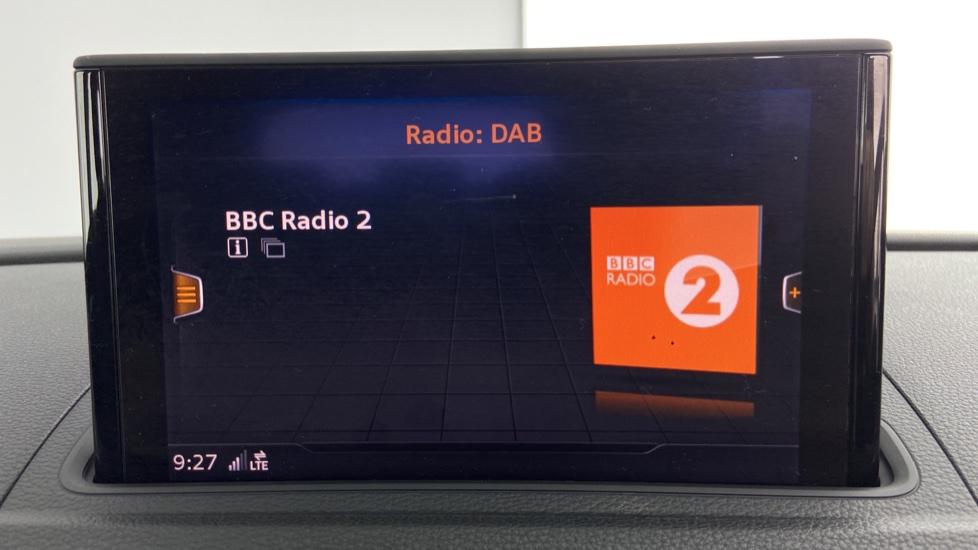 Radio: DAB
BBC Radio 2
BBC
RADIO
2
9:27 LTE